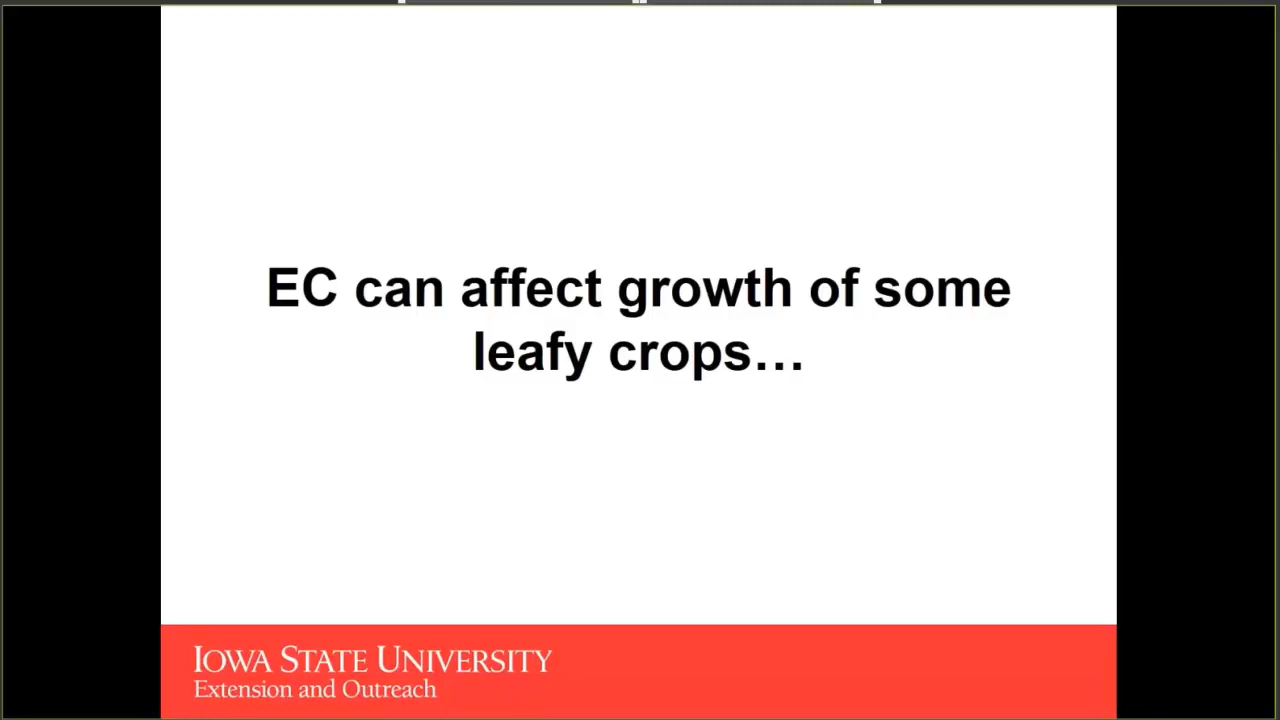 EC can affect growth of some
leafy crops…
IOWA STATE UNIVERSITY
Extension and Outreach